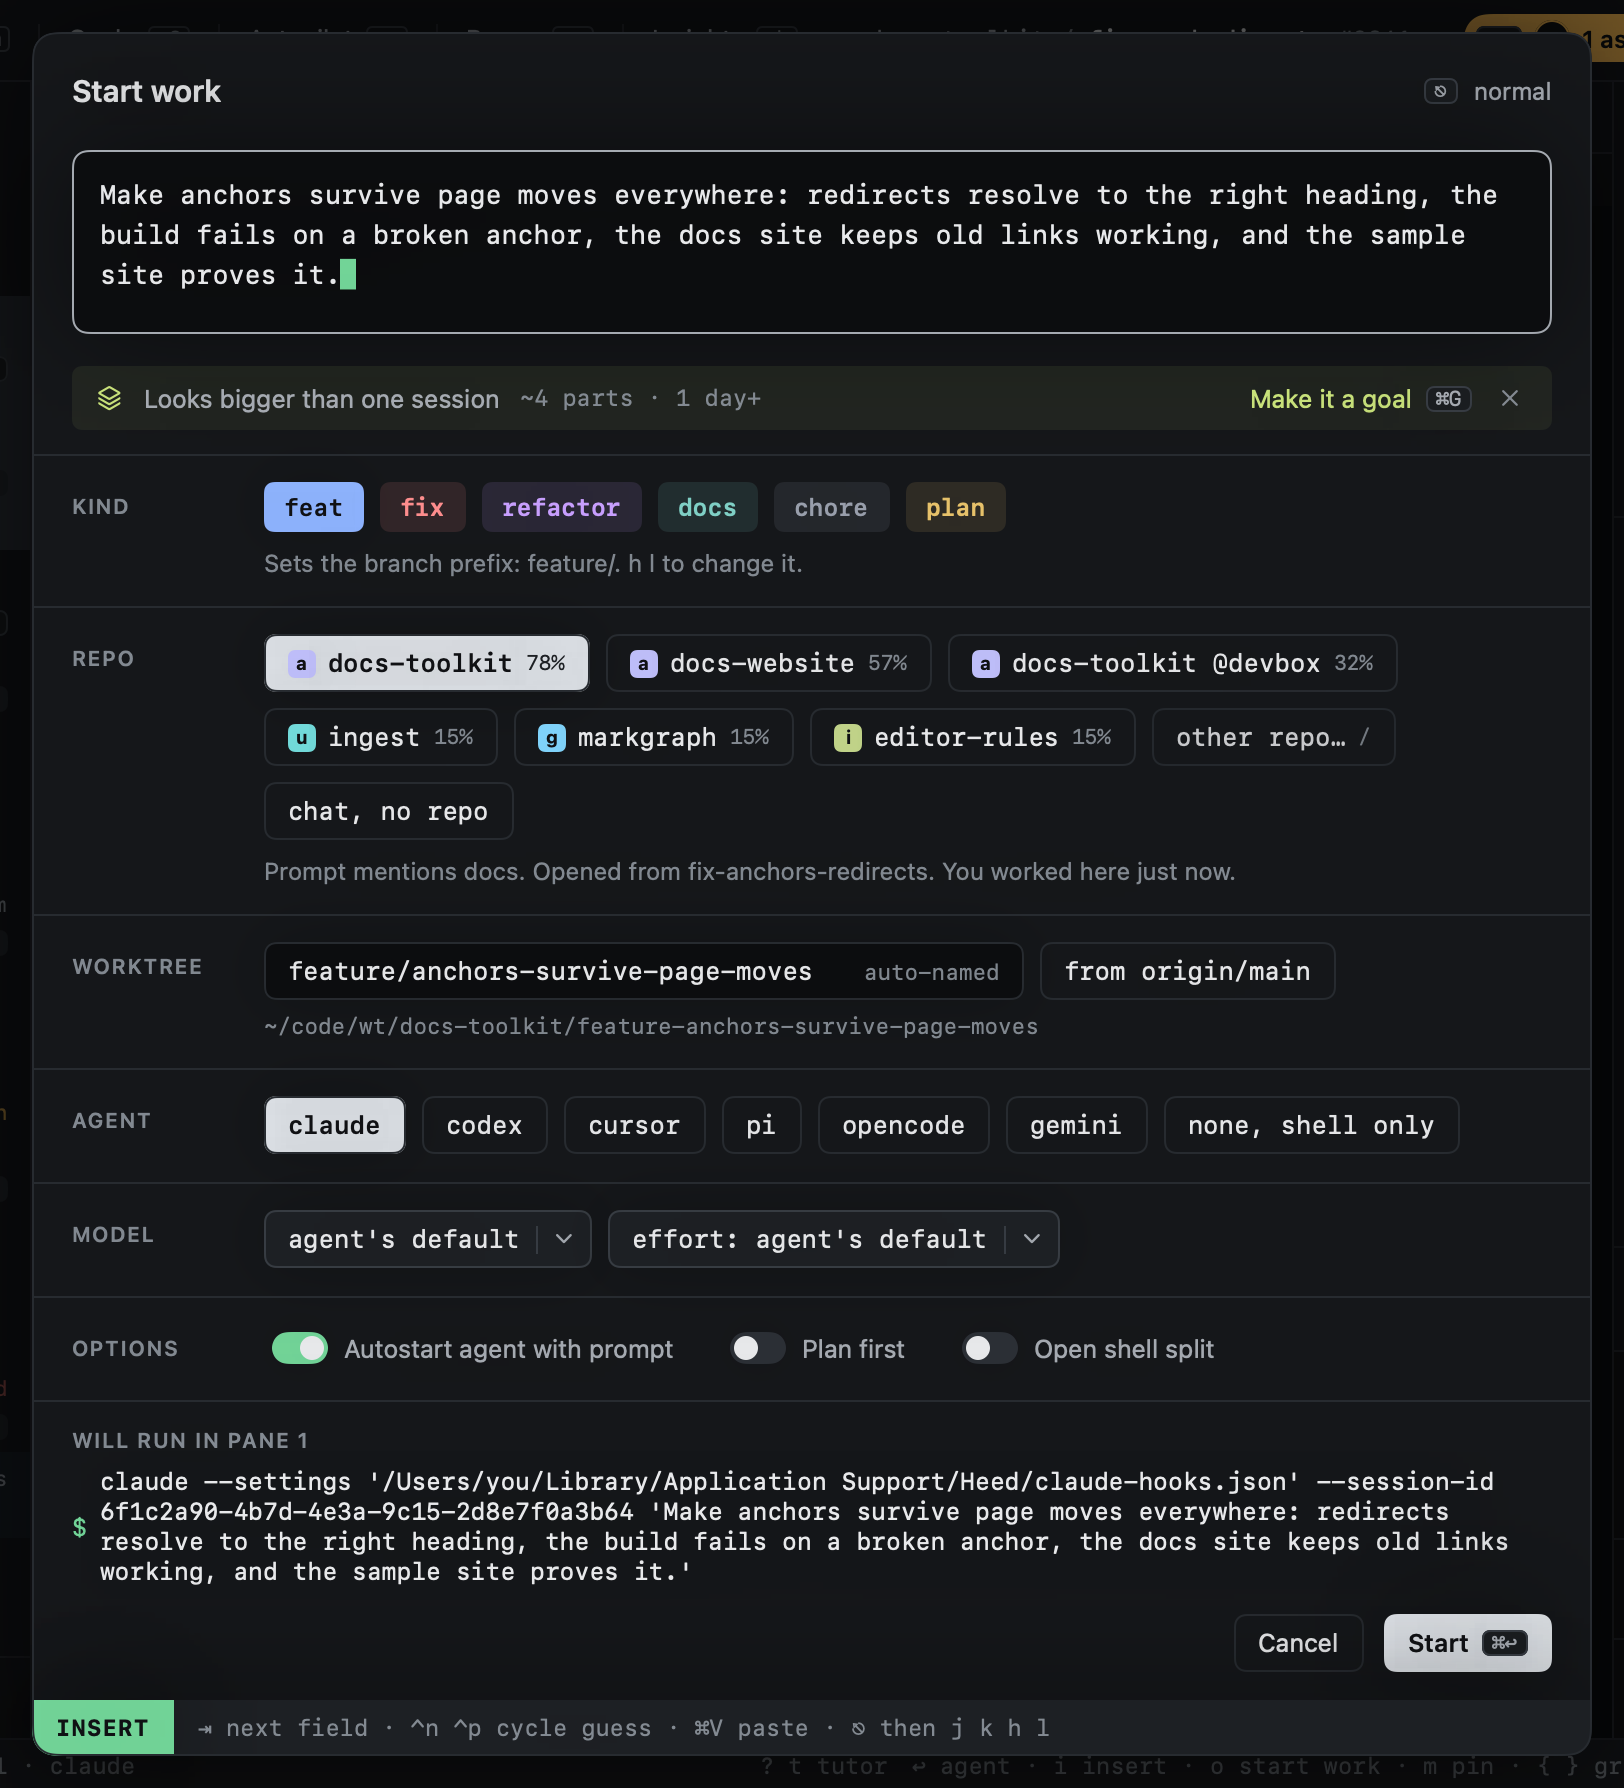 Start work
⎋ normal
Make anchors survive page moves everywhere: redirects resolve to the right heading, the
build fails on a broken anchor, the docs site keeps old links working, and the sample
site proves it.
Looks bigger than one session ~4 parts · 1 day+ Make it a goal ⌘G
KIND feat fix refactor docs chore plan
Sets the branch prefix: feature/. h l to change it.
REPO a docs-toolkit 78% a docs-website 57% a docs-toolkit @devbox 32%
u ingest 15% g markgraph 15% i editor-rules 15% other repo… /
chat, no repo
Prompt mentions docs. Opened from fix-anchors-redirects. You worked here just now.
WORKTREE feature/anchors-survive-page-moves auto-named from origin/main
~/code/wt/docs-toolkit/feature-anchors-survive-page-moves
AGENT claude codex cursor pi opencode gemini none, shell only
MODEL agent's default effort: agent's default
OPTIONS Autostart agent with prompt Plan first Open shell split
WILL RUN IN PANE 1
claude --settings '/Users/you/Library/Application Support/Heed/claude-hooks.json' --session-id
6f1c2a90-4b7d-4e3a-9c15-2d8e7f0a3b64 'Make anchors survive page moves everywhere: redirects
$ resolve to the right heading, the build fails on a broken anchor, the docs site keeps old links
working, and the sample site proves it.'
Cancel Start ⌘↩
INSERT ⇥ next field · ^n ^p cycle guess · ⌘V paste · ⎋ then j k h l
· claude ? t tutor ↩ agent · i insert · o start work · m pin · { }